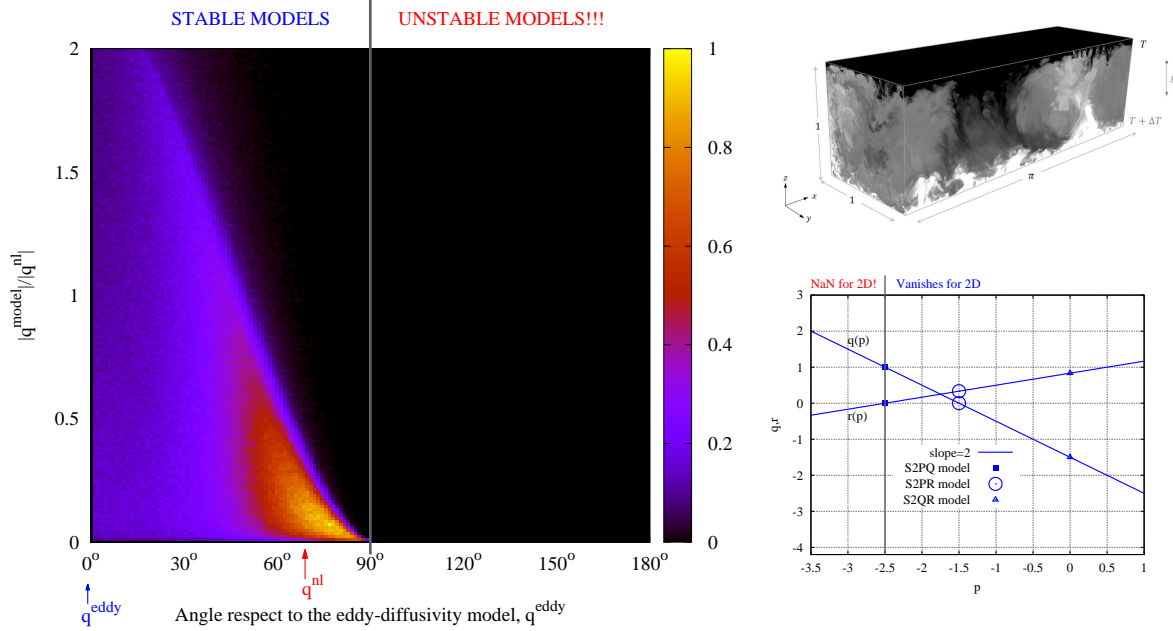 STABLE MODELS
UNSTABLE MODELS!!!
2
1.5
1
0.5
0
|q^model|/|q^nl|
0°
30°
60°
90°
120°
150°
180°
q^eddy
q^nl
Angle respect to the eddy-diffusivity model, q^eddy
1
0.8
0.6
0.4
0.2
0
T
T + ΔT
1
1
π
z
x
y
NaN for 2D!
Vanishes for 2D
3
2
1
0
-1
-2
-3
-4
q,r
q(p)
r(p)
slope=2
S2PQ model
S2PR model
S2QR model
-3.5
-3
-2.5
-2
-1.5
-1
-0.5
0
0.5
1
p